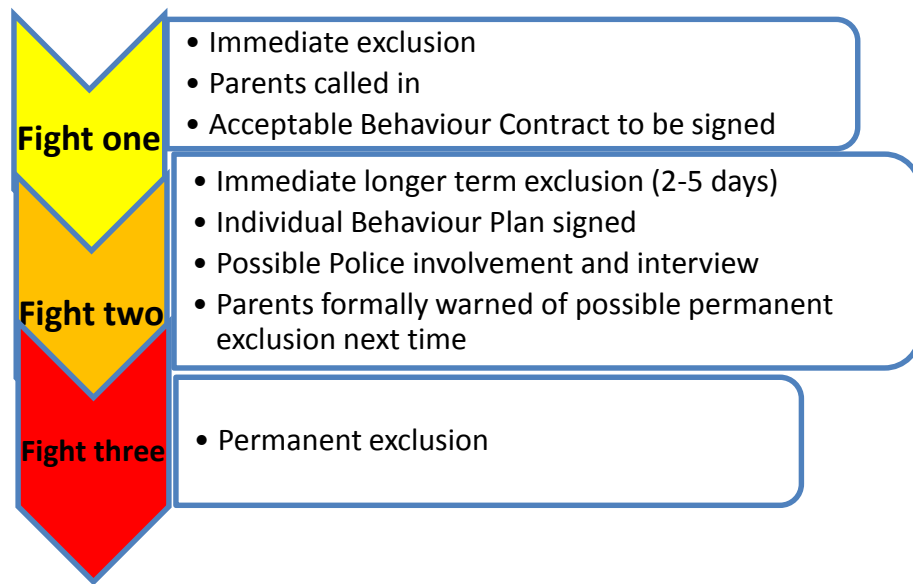 Fight one
• Immediate exclusion
• Parents called in
• Acceptable Behaviour Contract to be signed
Fight two
• Immediate longer term exclusion (2-5 days)
• Individual Behaviour Plan signed
• Possible Police involvement and interview
• Parents formally warned of possible permanent
exclusion next time
Fight three
• Permanent exclusion